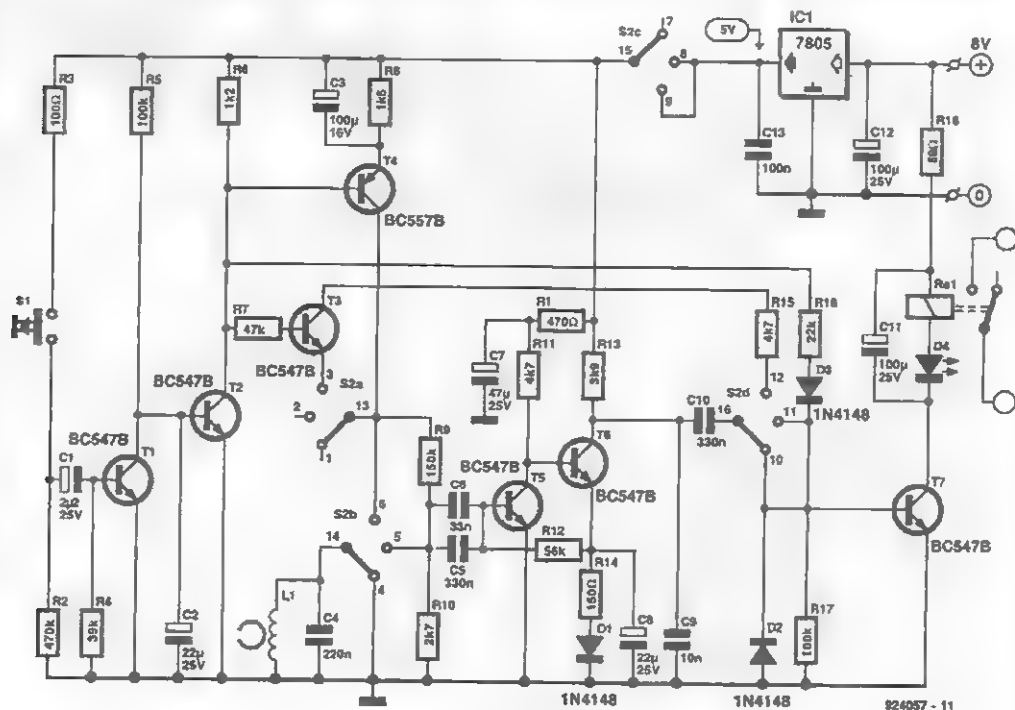 IC1
7805
5V
8V
+
0
S2c
7
15
8
9
R3
100Ω
R5
100k
R6
1k2
C3
100µ
16V
R8
T4
BC557B
C13
100n
C12
100µ
25V
R16
Re1
C11
100µ
25V
D4
S1
R7
47k
T3
BC547B
3
S2a
2
13
1
R1
470Ω
C7
47µ
25V
R11
4k7
R13
3k9
R15
4k7
R16
22k
D3
1N4148
12
S2d
16
11
10
C10
330n
BC547B
T2
BC547B
T1
C1
2µ2
25V
R9
150k
C6
33n
C5
330n
BC547B
T5
T6
BC547B
R12
56k
T7
BC547B
6
S2b
14
5
4
R2
470k
R4
39k
C2
22µ
25V
L1
C4
220n
R10
2k7
R14
150Ω
D1
1N4148
C8
22µ
25V
C9
10n
D2
1N4148
R17
100k
924057 - 11